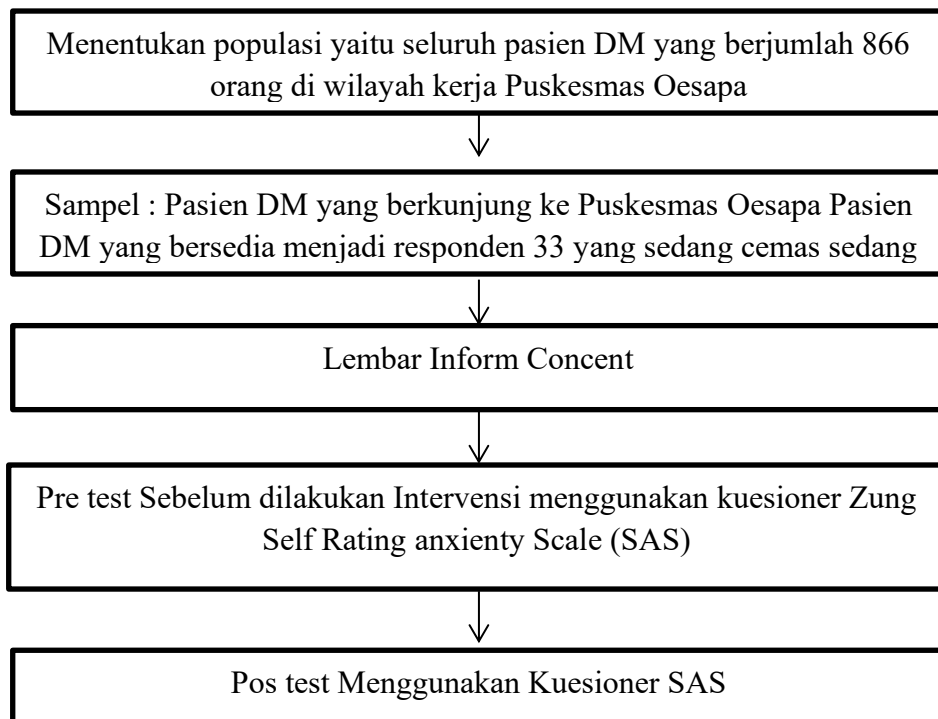 Menentukan populasi yaitu seluruh pasien DM yang berjumlah 866
orang di wilayah kerja Puskesmas Oesapa
Sampel : Pasien DM yang berkunjung ke Puskesmas Oesapa Pasien
DM yang bersedia menjadi responden 33 yang sedang cemas sedang
Lembar Inform Concent
Pre test Sebelum dilakukan Intervensi menggunakan kuesioner Zung
Self Rating anxienty Scale (SAS)
Pos test Menggunakan Kuesioner SAS